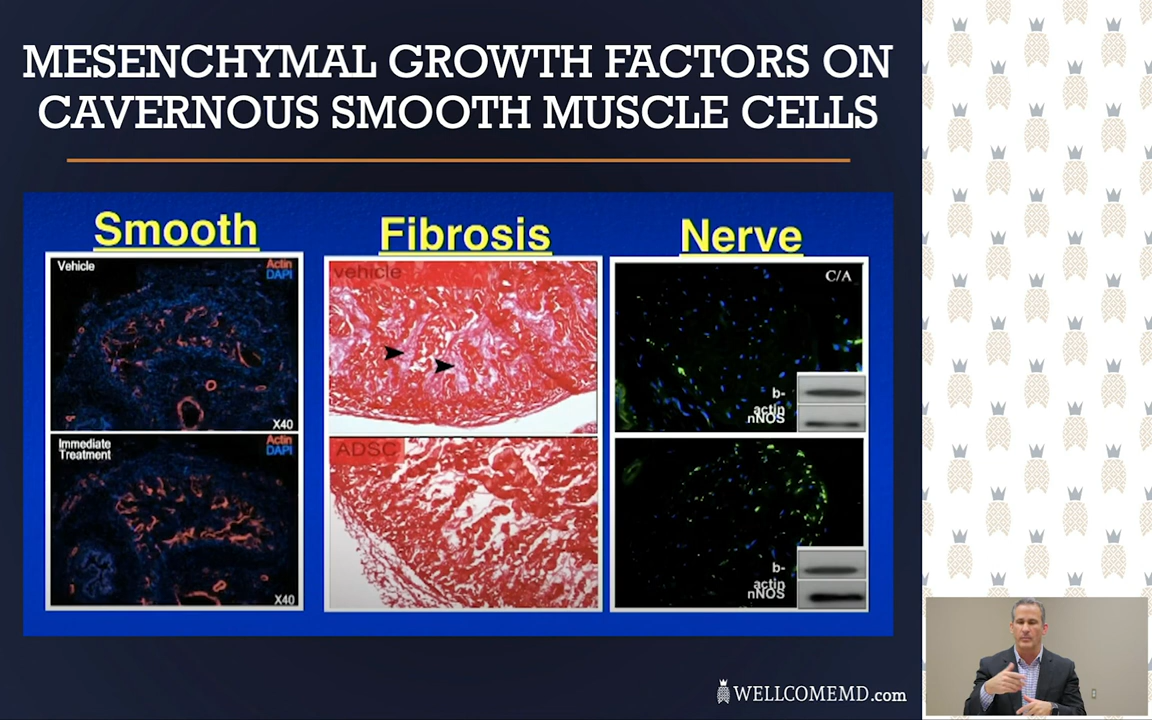 MESENCHYMAL GROWTH FACTORS ON
CAVERNOUS SMOOTH MUSCLE CELLS
Smooth
Fibrosis
Nerve
Vehicle
Actin
DAPI
X40
Immediate
Treatment
Actin
DAPI
X40
vehicle
ADSC
C/A
b-
actin
nNOS
b-
actin
nNOS
WELLCOMEMD.com